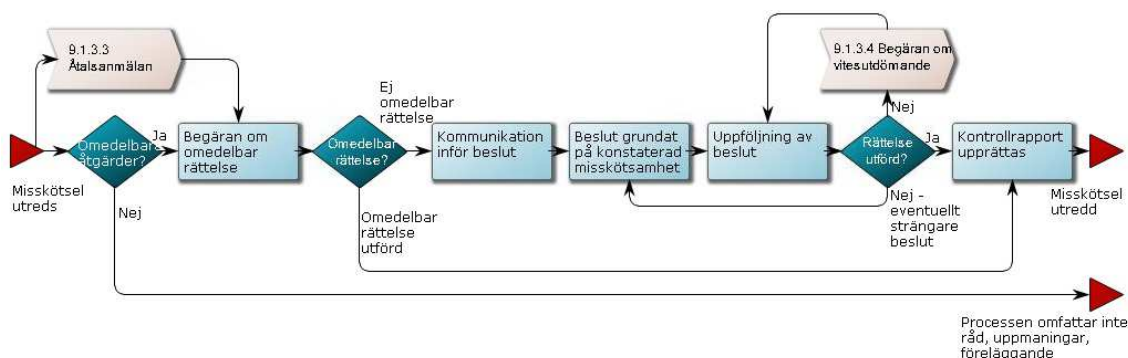 9.1.3.3
Åtalsanmälan
9.1.3.4 Begäran om
vitesutdömande
Ej
omedelbar
rättelse
Nej
Omedelbara
åtgärder?
Ja
Begäran om
omedelbar
rättelse
Omedelbar
rättelse?
Kommunikation
inför beslut
Beslut grundat
på konstaterad
misskötsamhet
Uppföljning av
beslut
Rättelse
utförd?
Ja
Kontrollrapport
upprättas
Misskötsel
utreds
Nej
Omedelbar
rättelse
utförd
Nej -
eventuellt
strängare
beslut
Misskötsel
utredd
Processen omfattar inte
råd, uppmaningar,
föreläggande